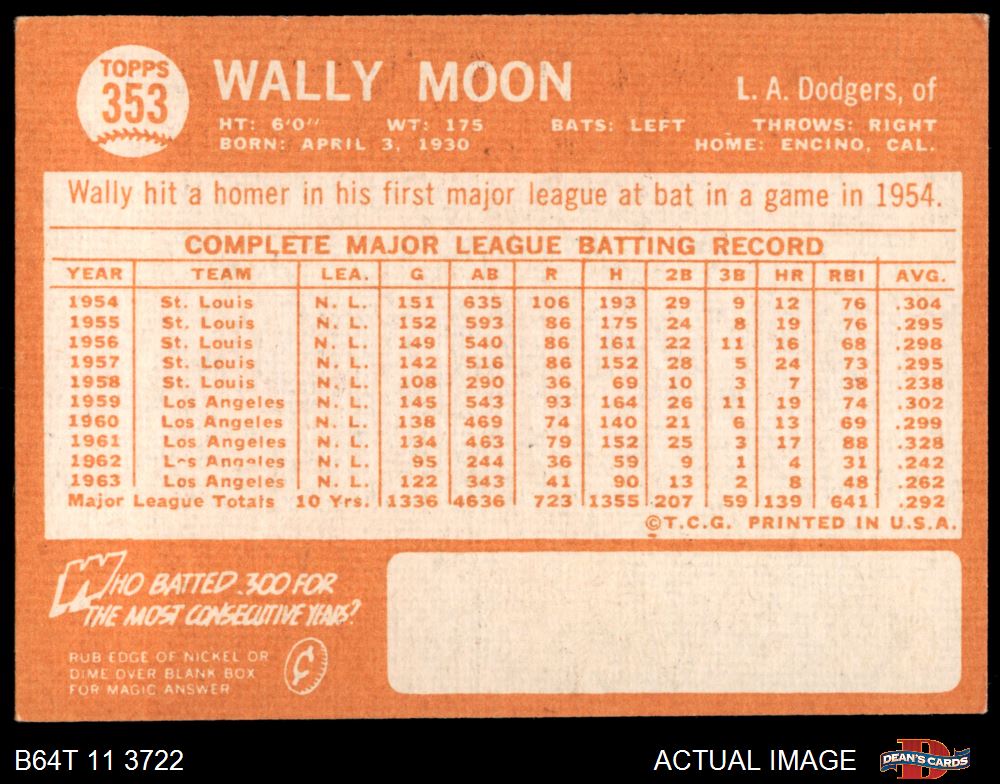 TOPPS
353
WALLY MOON
L. A. Dodgers, of
HT: 6'0" WT: 175 BATS: LEFT THROWS: RIGHT
BORN: APRIL 3, 1930 HOME: ENCINO, CAL.
Wally hit a homer in his first major league at bat in a game in 1954.
COMPLETE MAJOR LEAGUE BATTING RECORD
YEAR TEAM LEA. G AB R H 2B 3B HR RBI AVG.
1954 St. Louis N. L. 151 635 106 193 29 9 12 76 .304
1955 St. Louis N. L. 152 593 86 175 24 8 19 76 .295
1956 St. Louis N. L. 149 540 86 161 22 11 16 68 .298
1957 St. Louis N. L. 142 516 86 152 28 5 24 73 .295
1958 St. Louis N. L. 108 290 36 69 10 3 7 38 .238
1959 Los Angeles N. L. 145 543 93 164 26 11 19 74 .302
1960 Los Angeles N. L. 138 469 74 140 21 6 13 69 .299
1961 Los Angeles N. L. 134 463 79 152 25 3 17 88 .328
1962 Los Angeles N. L. 95 244 36 59 9 1 4 31 .242
1963 Los Angeles N. L. 122 343 41 90 13 2 8 48 .262
Major League Totals 10 Yrs. 1336 4636 723 1355 207 59 139 641 .292
©T.C.G. PRINTED IN U.S.A.
WHO BATTED .300 FOR
THE MOST CONSECUTIVE YEARS?
RUB EDGE OF NICKEL OR
DIME OVER BLANK BOX
FOR MAGIC ANSWER
¢
B64T 11 3722
ACTUAL IMAGE
DEAN'S CARDS